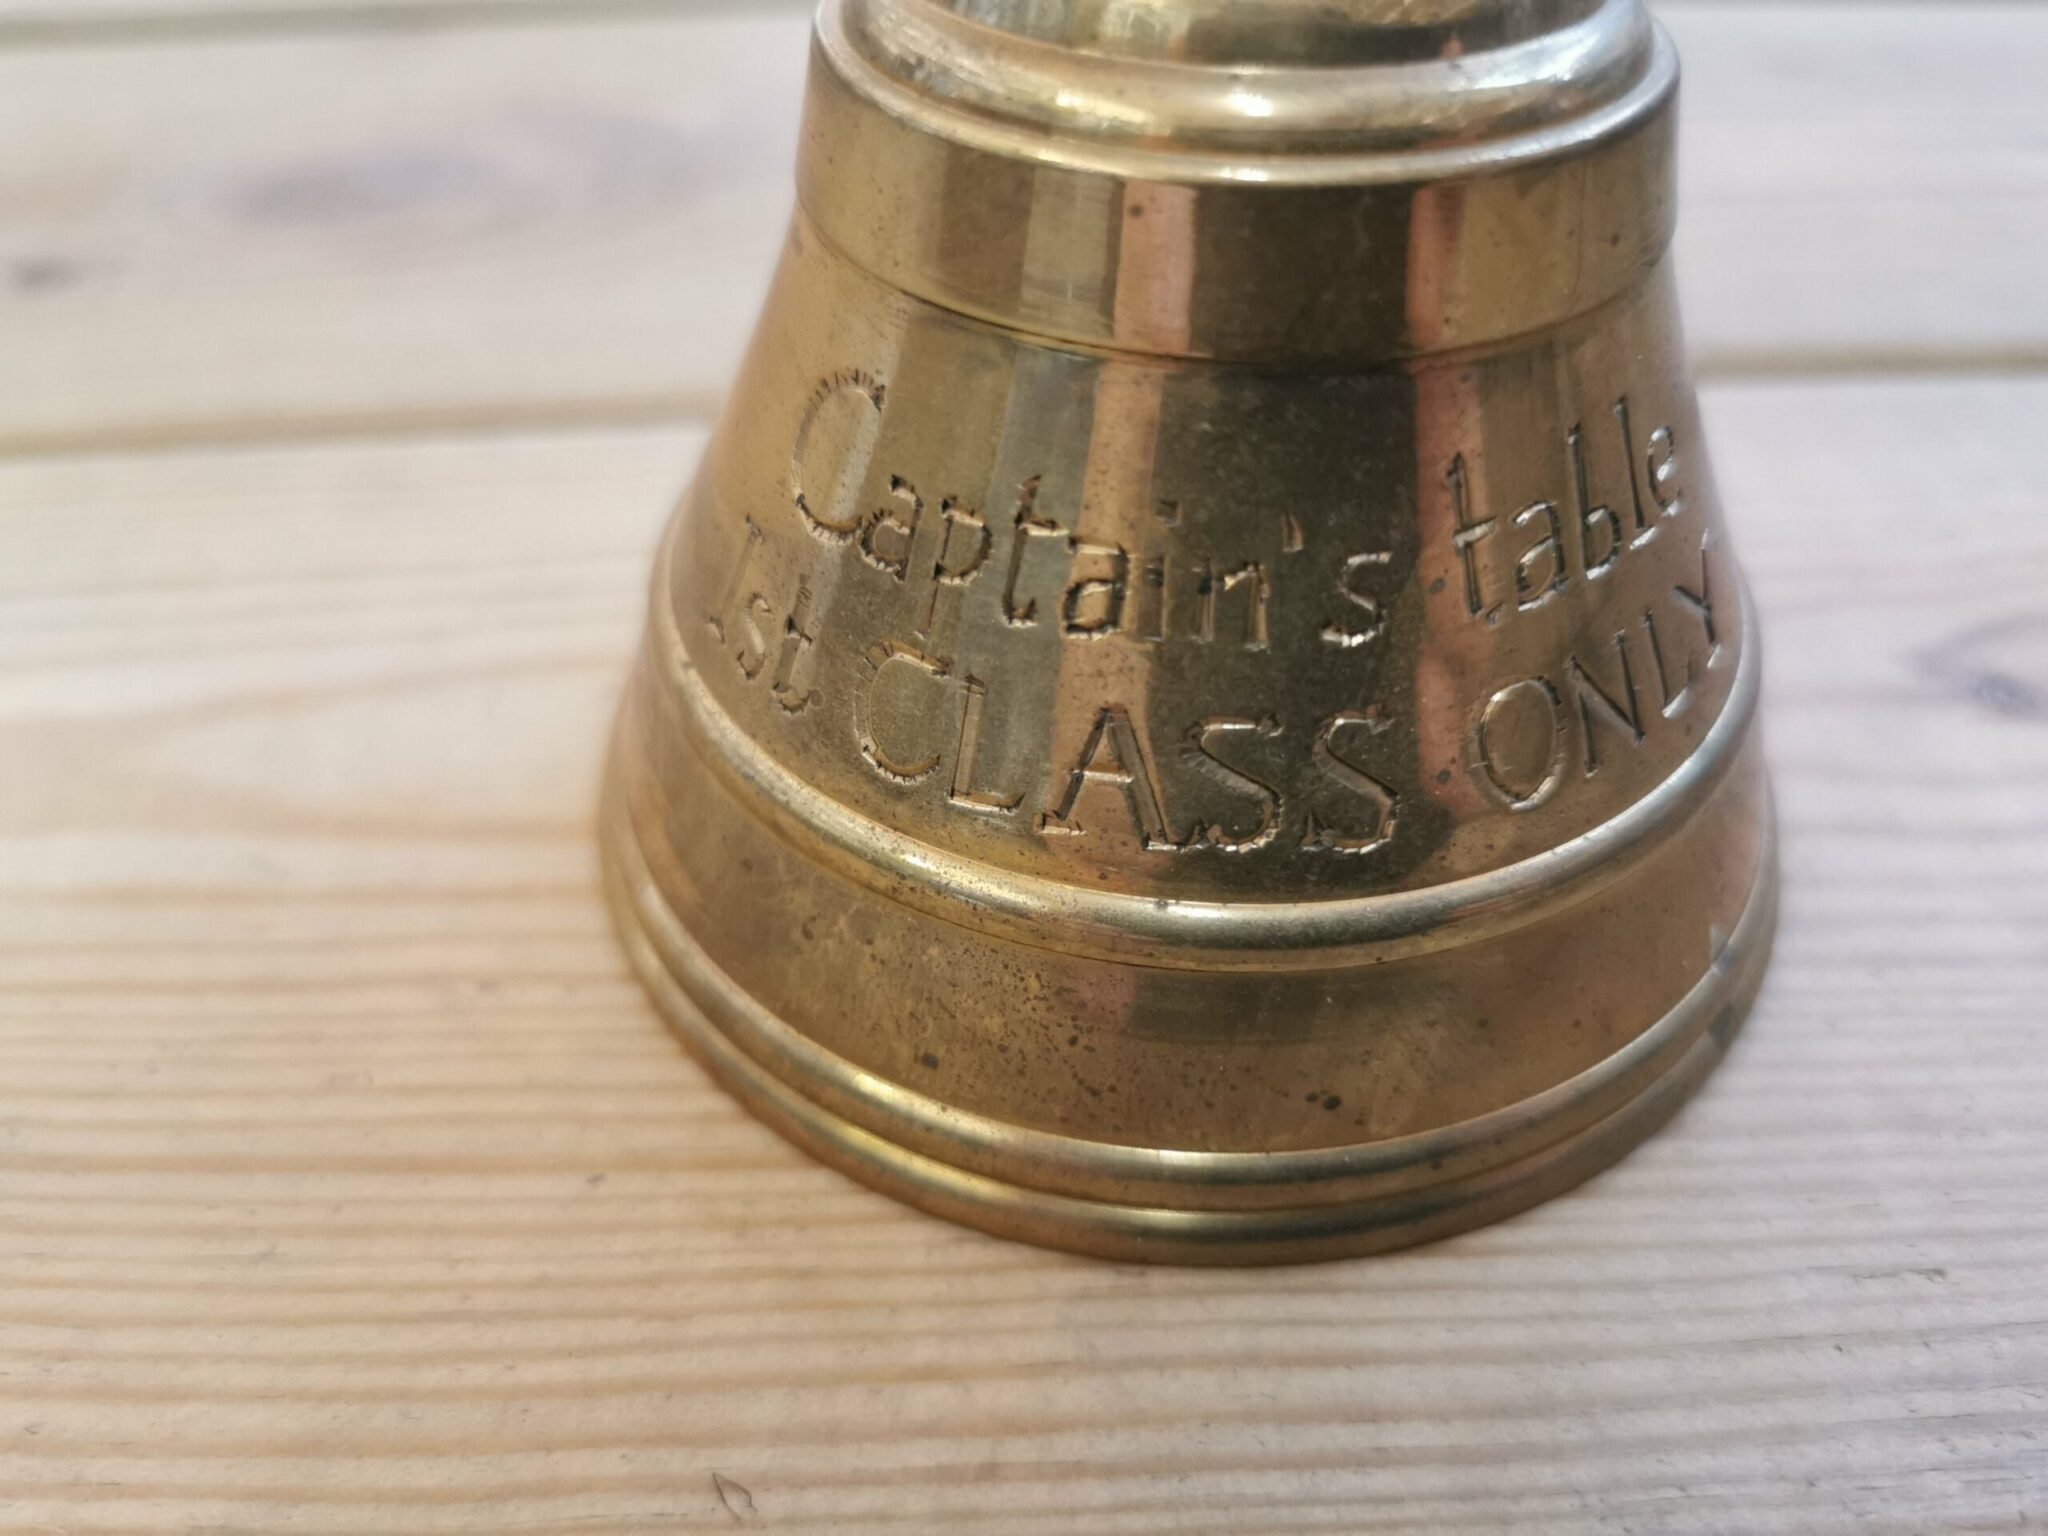 Captain's table
1st. CLASS ONLY